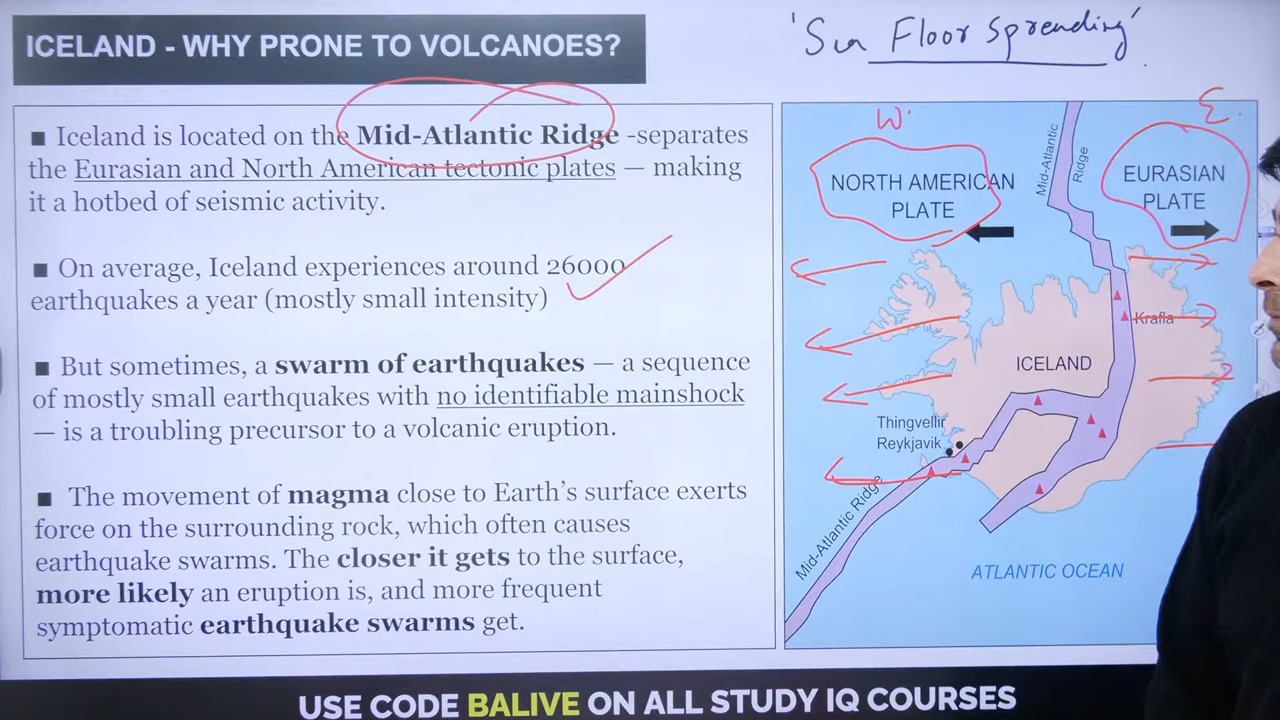 ICELAND - WHY PRONE TO VOLCANOES?
'Sea Floor Spreading'
■ Iceland is located on the Mid-Atlantic Ridge -separates
the Eurasian and North American tectonic plates — making
it a hotbed of seismic activity.
■ On average, Iceland experiences around 26000
earthquakes a year (mostly small intensity)
■ But sometimes, a swarm of earthquakes — a sequence
of mostly small earthquakes with no identifiable mainshock
— is a troubling precursor to a volcanic eruption.
■ The movement of magma close to Earth's surface exerts
force on the surrounding rock, which often causes
earthquake swarms. The closer it gets to the surface,
more likely an eruption is, and more frequent
symptomatic earthquake swarms get.
W.
E.
NORTH AMERICAN
PLATE
Mid-Atlantic
Ridge
EURASIAN
PLATE
Krafla
ICELAND
Thingvellir
Reykjavik
Mid-Atlantic Ridge
ATLANTIC OCEAN
USE CODE BALIVE ON ALL STUDY IQ COURSES